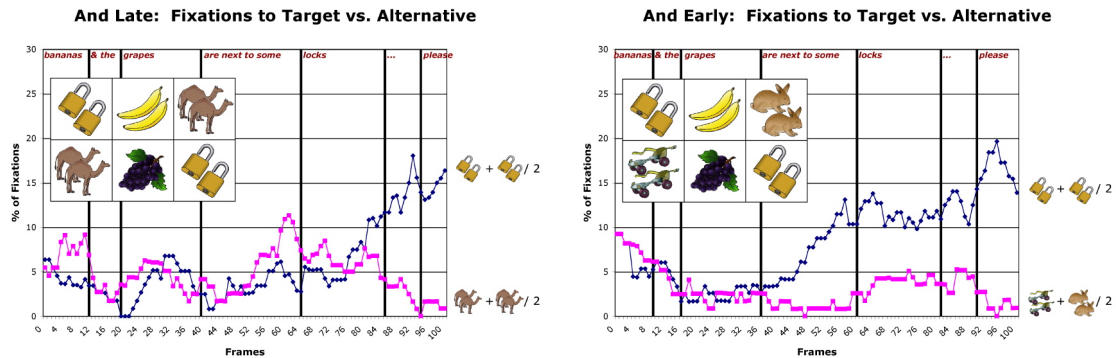 And Late: Fixations to Target vs. Alternative
30
bananas & the grapes are next to some locks ... please
25
20
15
10
5
0
% of Fixations
0 4 8 12 16 20 24 28 32 36 40 44 48 52 56 60 64 68 72 76 80 84 88 92 96 100
Frames
+ / 2
+ / 2
And Early: Fixations to Target vs. Alternative
30
bananas & the grapes are next to some locks ... please
25
20
15
10
5
0
% of Fixations
0 4 8 12 16 20 24 28 32 36 40 44 48 52 56 60 64 68 72 76 80 84 88 92 96 100
Frames
+ / 2
+ / 2